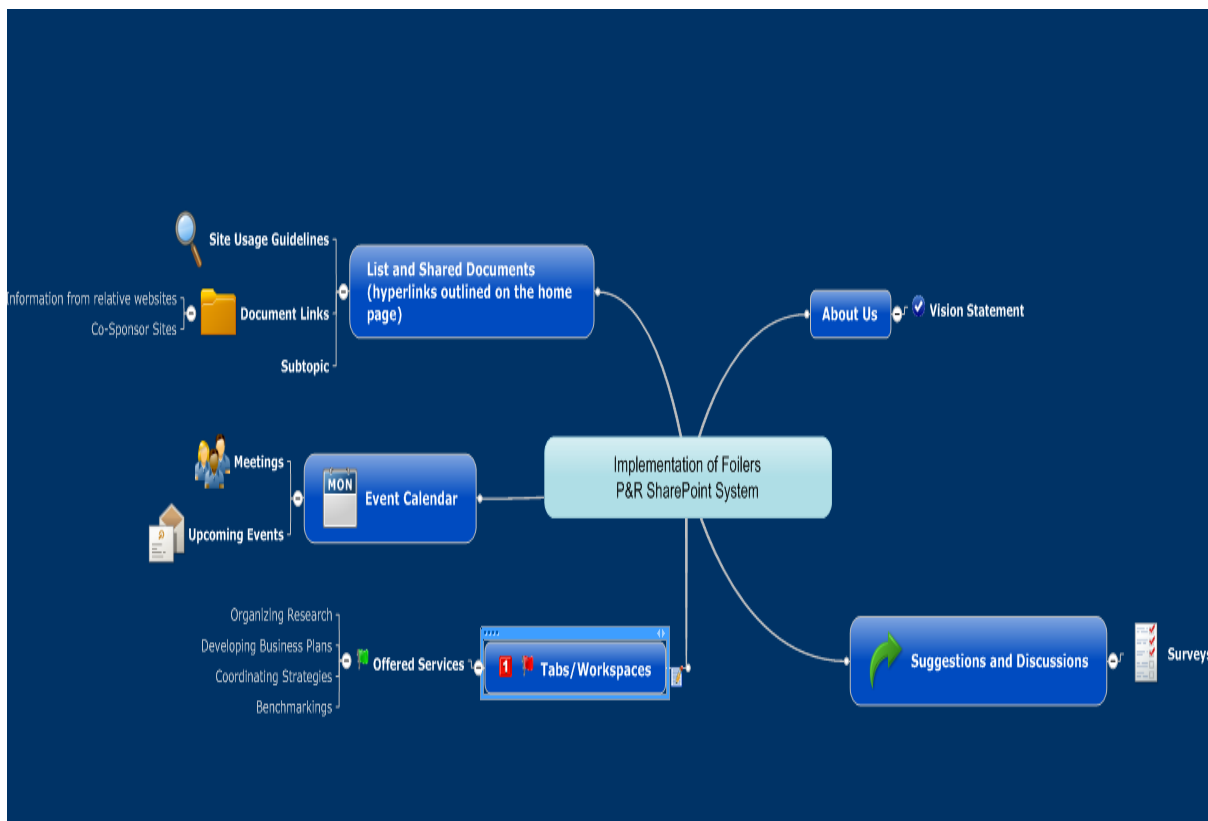 Site Usage Guidelines
Information from relative websites
Co-Sponsor Sites
Document Links
Subtopic
List and Shared Documents
(hyperlinks outlined on the home
page)
About Us
Vision Statement
Implementation of Foilers
P&R SharePoint System
Meetings
Upcoming Events
MON
Event Calendar
Organizing Research
Developing Business Plans
Coordinating Strategies
Benchmarkings
Offered Services
1
Tabs/Workspaces
Suggestions and Discussions
Surveys